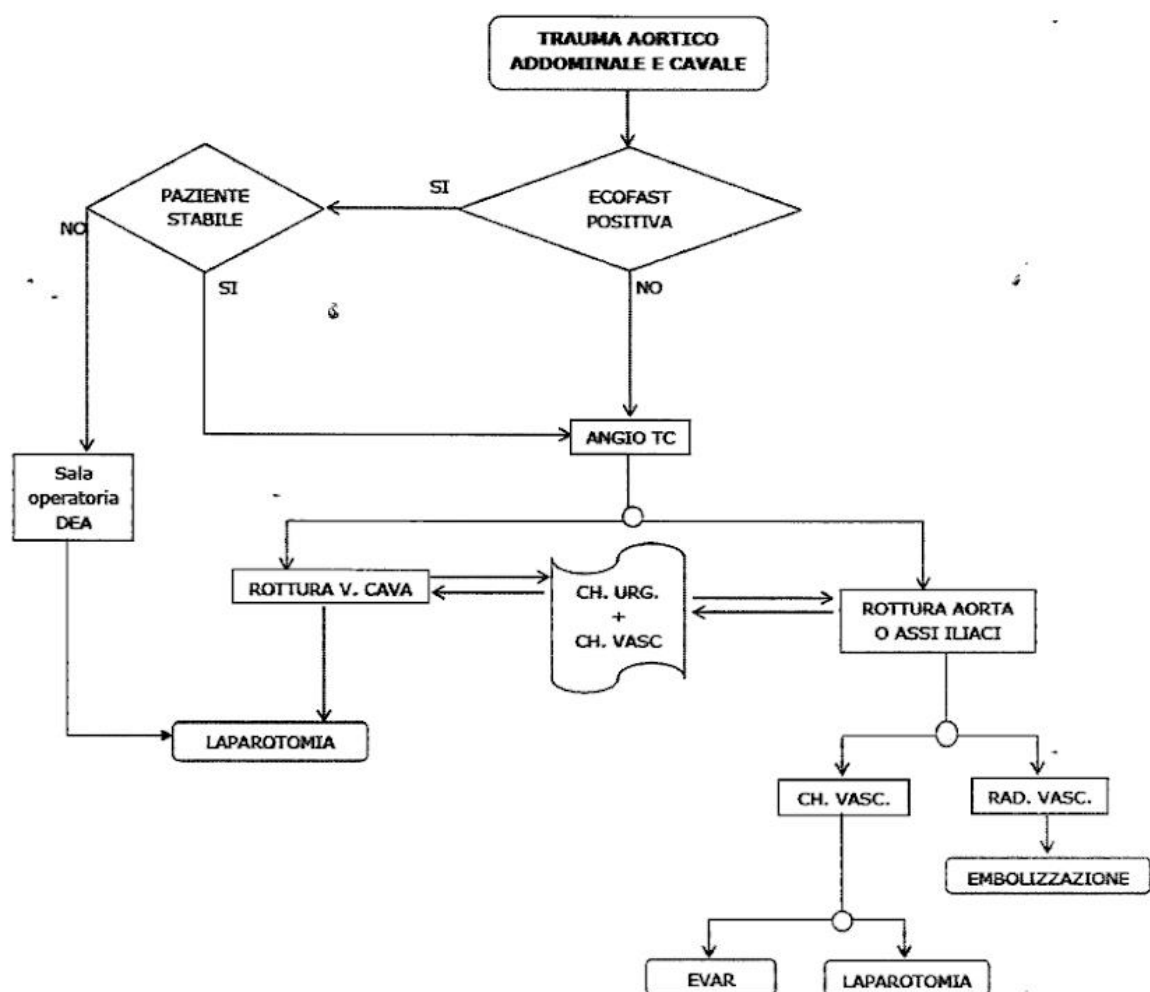 TRAUMA AORTICO
ADDOMINALE E CAVALE
PAZIENTE
STABILE
SI
ECOFAST
POSITIVA
NO
SI
NO
ANGIO TC
Sala
operatoria
DEA
ROTTURA V. CAVA
CH. URG.
+
CH. VASC
ROTTURA AORTA
O ASSI ILIACI
LAPAROTOMIA
CH. VASC.
RAD. VASC.
EMBOLIZZAZIONE
EVAR
LAPAROTOMIA